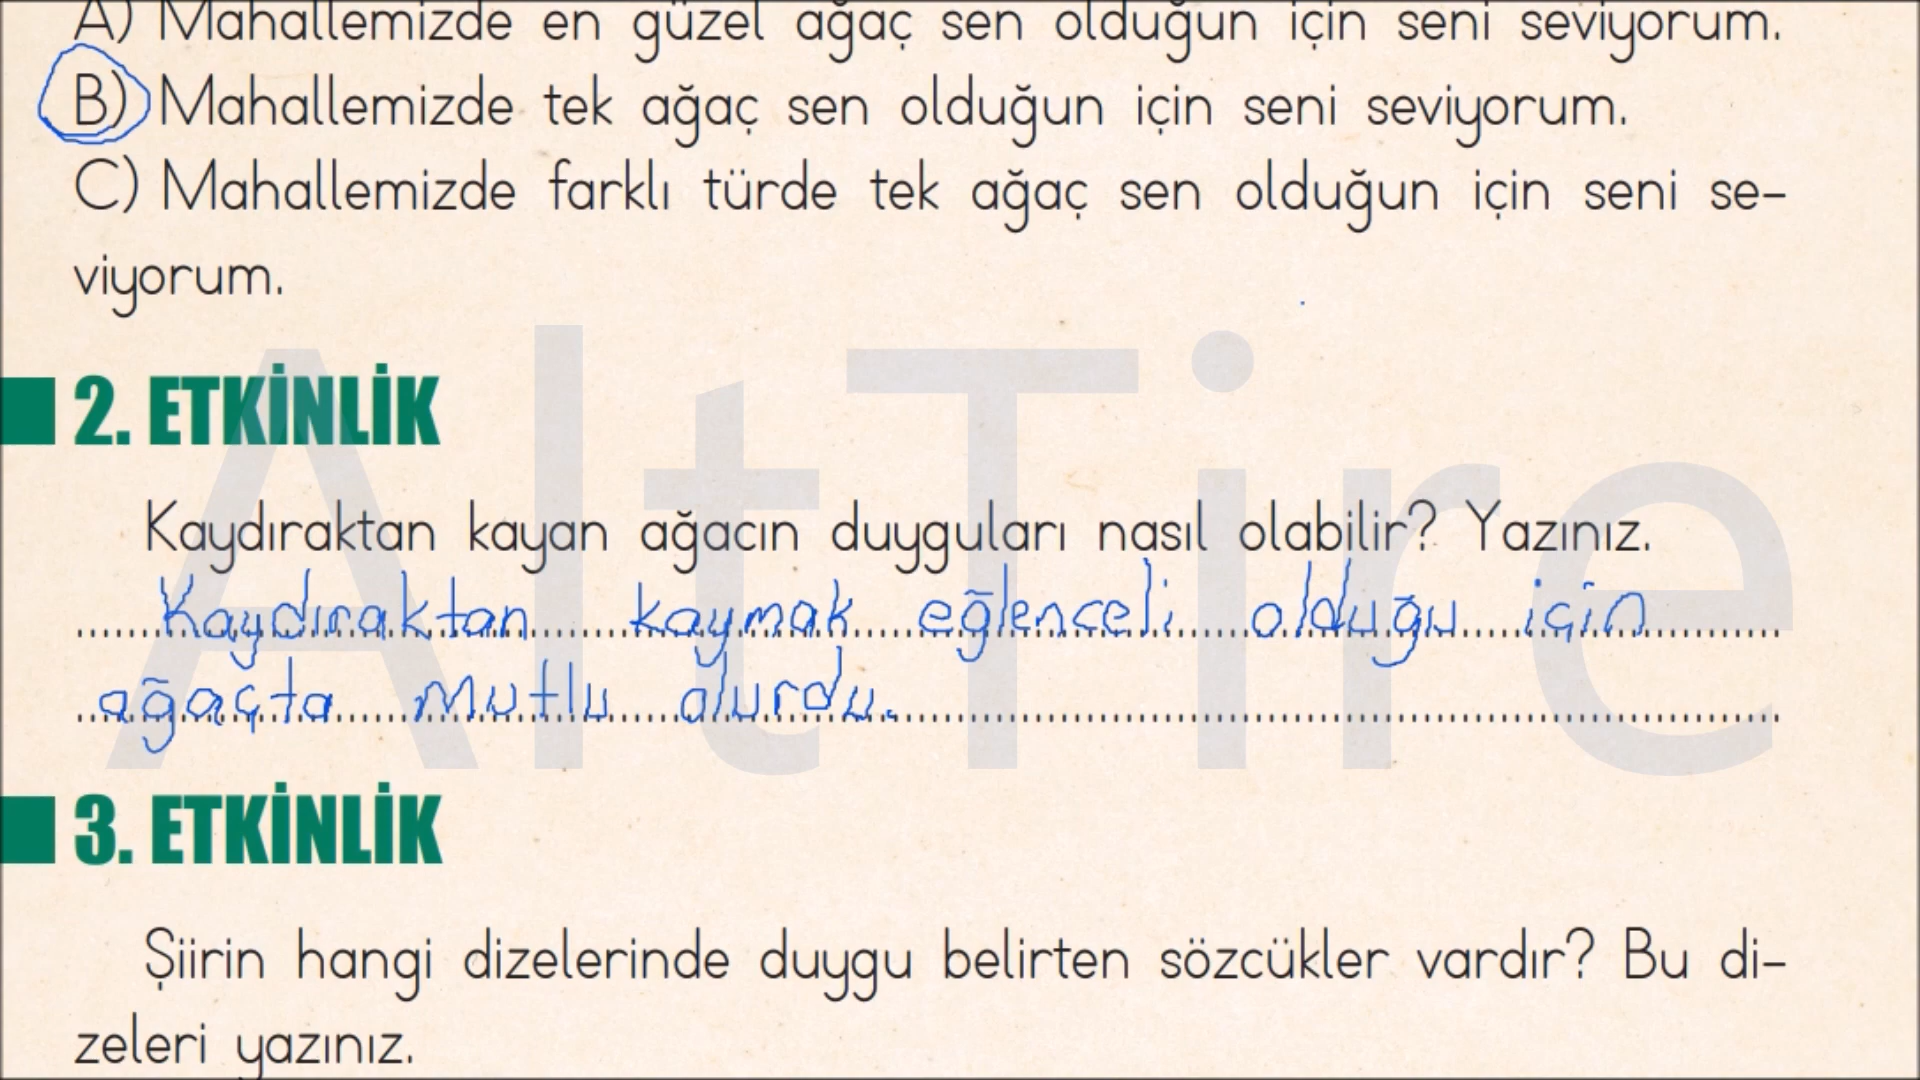 A) Mahallemizde en güzel ağaç sen olduğun için seni seviyorum.
B) Mahallemizde tek ağaç sen olduğun için seni seviyorum.
C) Mahallemizde farklı türde tek ağaç sen olduğun için seni se-
viyorum.
2. ETKİNLİK
Kaydıraktan kayan ağacın duyguları nasıl olabilir? Yazınız.
Kaydıraktan kaymak eğlenceli olduğu için
ağaçta mutlu olurdu.
AltTire
3. ETKİNLİK
Şiirin hangi dizelerinde duygu belirten sözcükler vardır? Bu di-
zeleri yazınız.